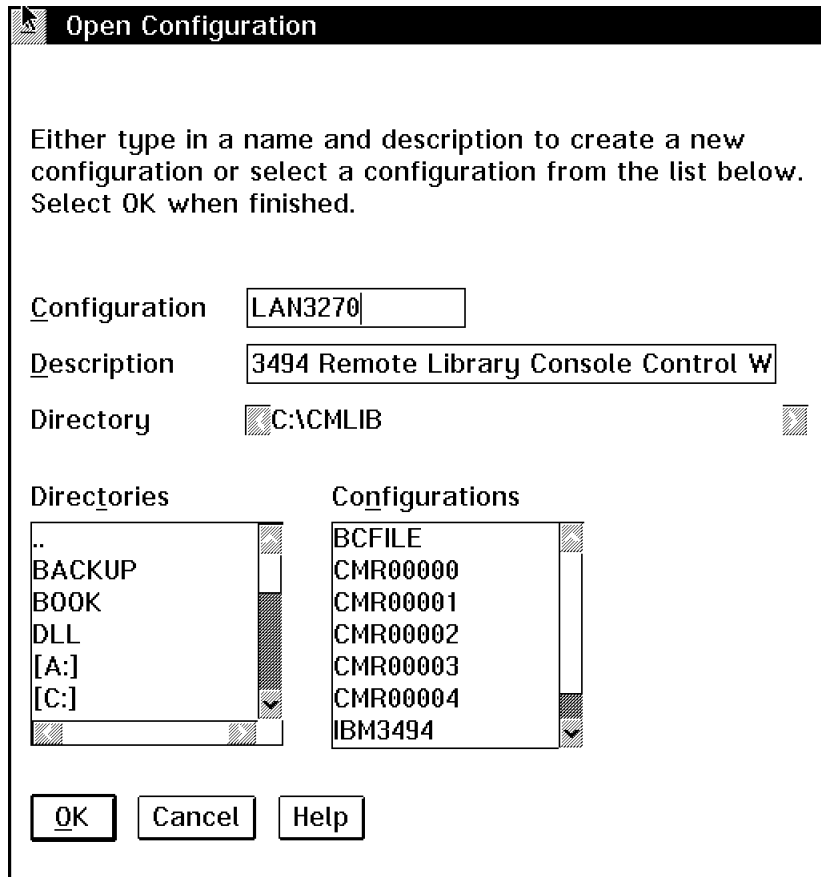 Open Configuration
Either type in a name and description to create a new
configuration or select a configuration from the list below.
Select OK when finished.
Configuration LAN3270
Description 3494 Remote Library Console Control W
Directory C:\CMLIB
Directories
..
BACKUP
BOOK
DLL
[A:]
[C:]
Configurations
BCFILE
CMR00000
CMR00001
CMR00002
CMR00003
CMR00004
IBM3494
OK Cancel Help